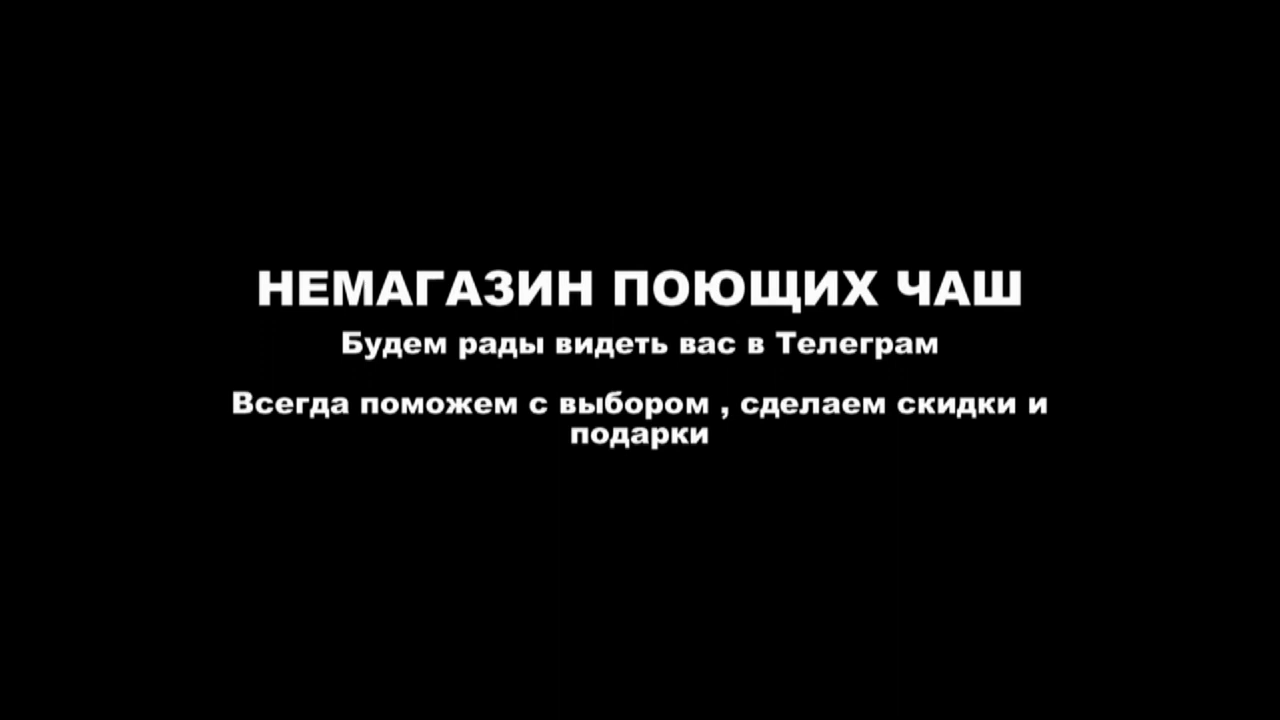 НЕМАГАЗИН ПОЮЩИХ ЧАШ
Будем рады видеть вас в Телеграм
Всегда поможем с выбором , сделаем скидки и
подарки